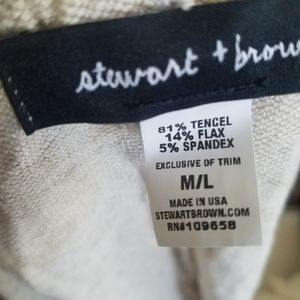 stewart + brow
81% TENCEL
14% FLAX
5% SPANDEX
EXCLUSIVE OF TRIM
M/L
MADE IN USA
STEWARTBROWN.COM
RN#109658